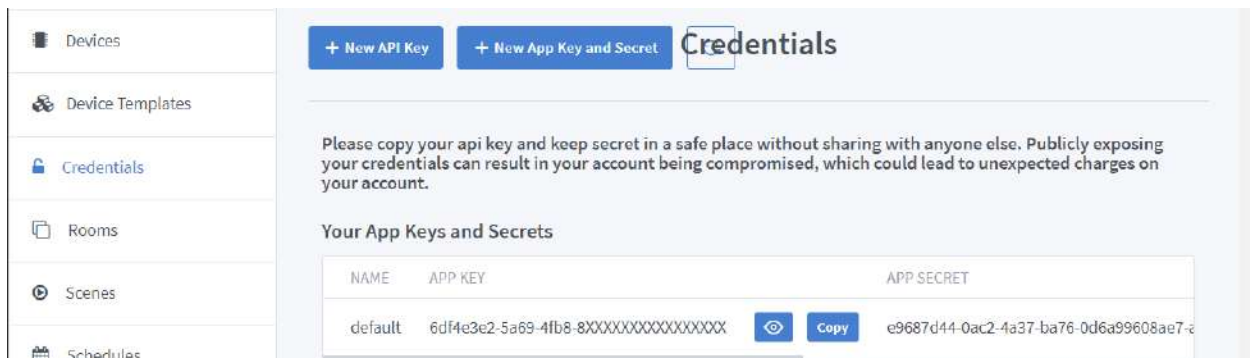 Devices
Device Templates
Credentials
Rooms
Scenes
Schedules
+ New API Key
+ New App Key and Secret
Credentials
Please copy your api key and keep secret in a safe place without sharing with anyone else. Publicly exposing
your credentials can result in your account being compromised, which could lead to unexpected charges on
your account.
Your App Keys and Secrets
NAME APP KEY APP SECRET
default 6df4e3e2-5a69-4fb8-8XXXXXXXXXXXXXXXX Copy e9687d44-0ac2-4a37-ba76-0d6a99608ae7-a